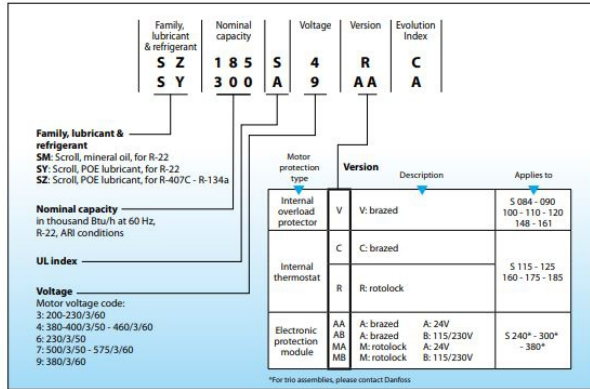 Family, lubricant & refrigerant
Nominal capacity
Voltage
Version
Evolution Index
S Z 1 8 5 S 4 R C
S Y 3 0 0 A 9 A A A
Family, lubricant &
refrigerant
SM: Scroll, mineral oil, for R-22
SY: Scroll, POE lubricant, for R-22
SZ: Scroll, POE lubricant, for R-407C - R-134a
Nominal capacity
in thousand Btu/h at 60 Hz,
R-22, ARI conditions
UL index
Voltage
Motor voltage code:
3: 200-230/3/60
4: 380-400/3/50 - 460/3/60
6: 230/3/50
7: 500/3/50 - 575/3/60
9: 380/3/60
Motor protection type
Version
Description
Applies to
Internal overload protector
V
V: brazed
S 084 - 090
100 - 110 - 120
148 - 161
Internal thermostat
C
C: brazed
R
R: rotolock
S 115 - 125
160 - 175 - 185
Electronic protection module
AA A: brazed A: 24V
AB A: brazed B: 115/230V
MA M: rotolock A: 24V
MB M: rotolock B: 115/230V
S 240* - 300*
- 380*
*For trio assemblies, please contact Danfoss